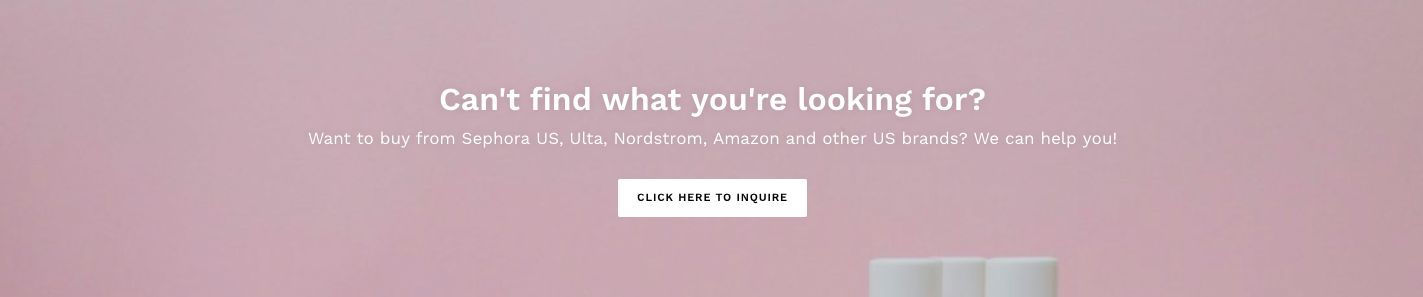 Can't find what you're looking for?
Want to buy from Sephora US, Ulta, Nordstrom, Amazon and other US brands? We can help you!
CLICK HERE TO INQUIRE